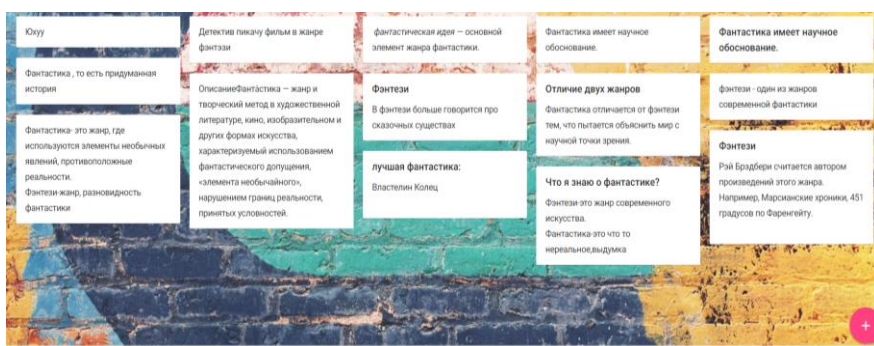 Юхуу
Фантастика , то есть придуманная
история
Фантастика- это жанр, где
используются элементы необычных
явлений, противоположные
реальности.
Фэнтези-жанр, разновидность
фантастики
Детектив пикачу фильм в жанре
фэнтэзи
ОписаниеФанта́стика — жанр и
творческий метод в художественной
литературе, кино, изобразительном и
других формах искусства,
характеризуемый использованием
фантастического допущения,
«элемента необычайного»,
нарушением границ реальности,
принятых условностей.
фантастическая идея — основной
элемент жанра фантастики.
Фэнтези
В фэнтези больше говорится про
сказочных существах
лучшая фантастика:
Властелин Колец
Фантастика имеет научное
обоснование.
Отличие двух жанров
Фантастика отличается от фэнтези
тем, что пытается объяснить мир с
научной точки зрения.
Что я знаю о фантастике?
Фэнтези-это жанр современного
искусства.
Фантастика-это что то
нереальное,выдумка
Фантастика имеет научное
обоснование.
фэнтези - один из жанров
современной фантастики
Фэнтези
Рэй Брэдбери считается автором
произведений этого жанра.
Например, Марсианские хроники, 451
градусов по Фаренгейту.